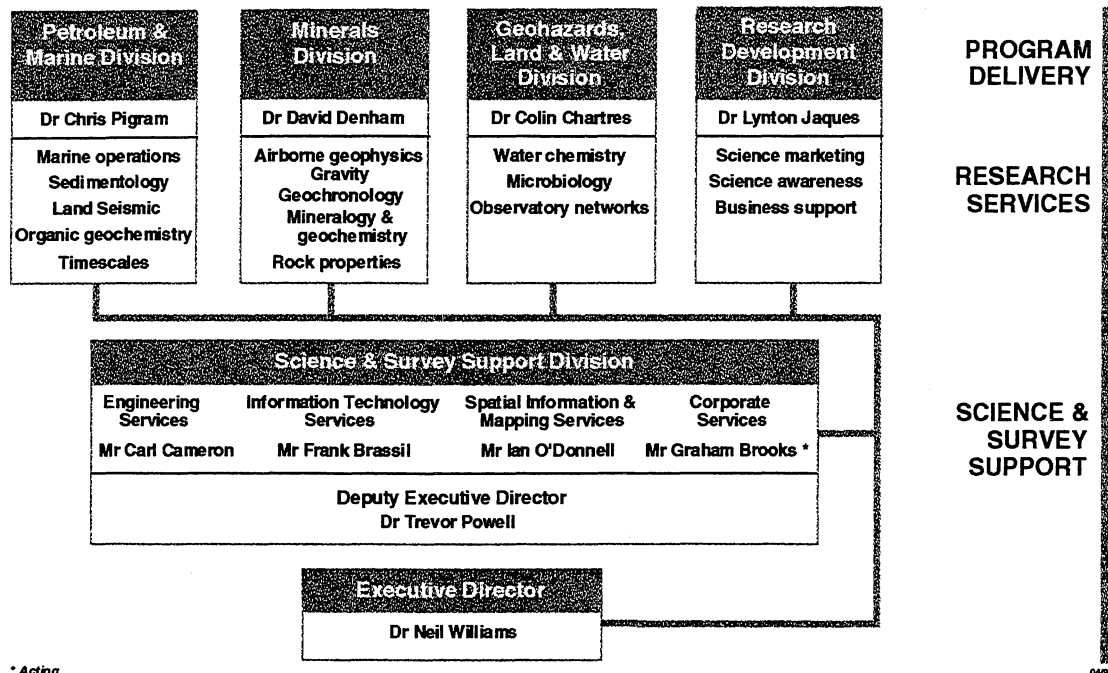 Petroleum &
Marine Division
Dr Chris Pigram
Marine operations
Sedimentology
Land Seismic
Organic geochemistry
Timescales
Minerals
Division
Dr David Denham
Airborne geophysics
Gravity
Geochronology
Mineralogy &
geochemistry
Rock properties
Geohazards,
Land & Water
Division
Dr Colin Chartres
Water chemistry
Microbiology
Observatory networks
Research
Development
Division
Dr Lynton Jaques
Science marketing
Science awareness
Business support
PROGRAM
DELIVERY
RESEARCH
SERVICES
Science & Survey Support Division
Engineering
Services
Mr Carl Cameron
Information Technology
Services
Mr Frank Brassil
Spatial Information &
Mapping Services
Mr Ian O'Donnell
Corporate
Services
Mr Graham Brooks *
Deputy Executive Director
Dr Trevor Powell
SCIENCE &
SURVEY
SUPPORT
Executive Director
Dr Neil Williams
* Acting